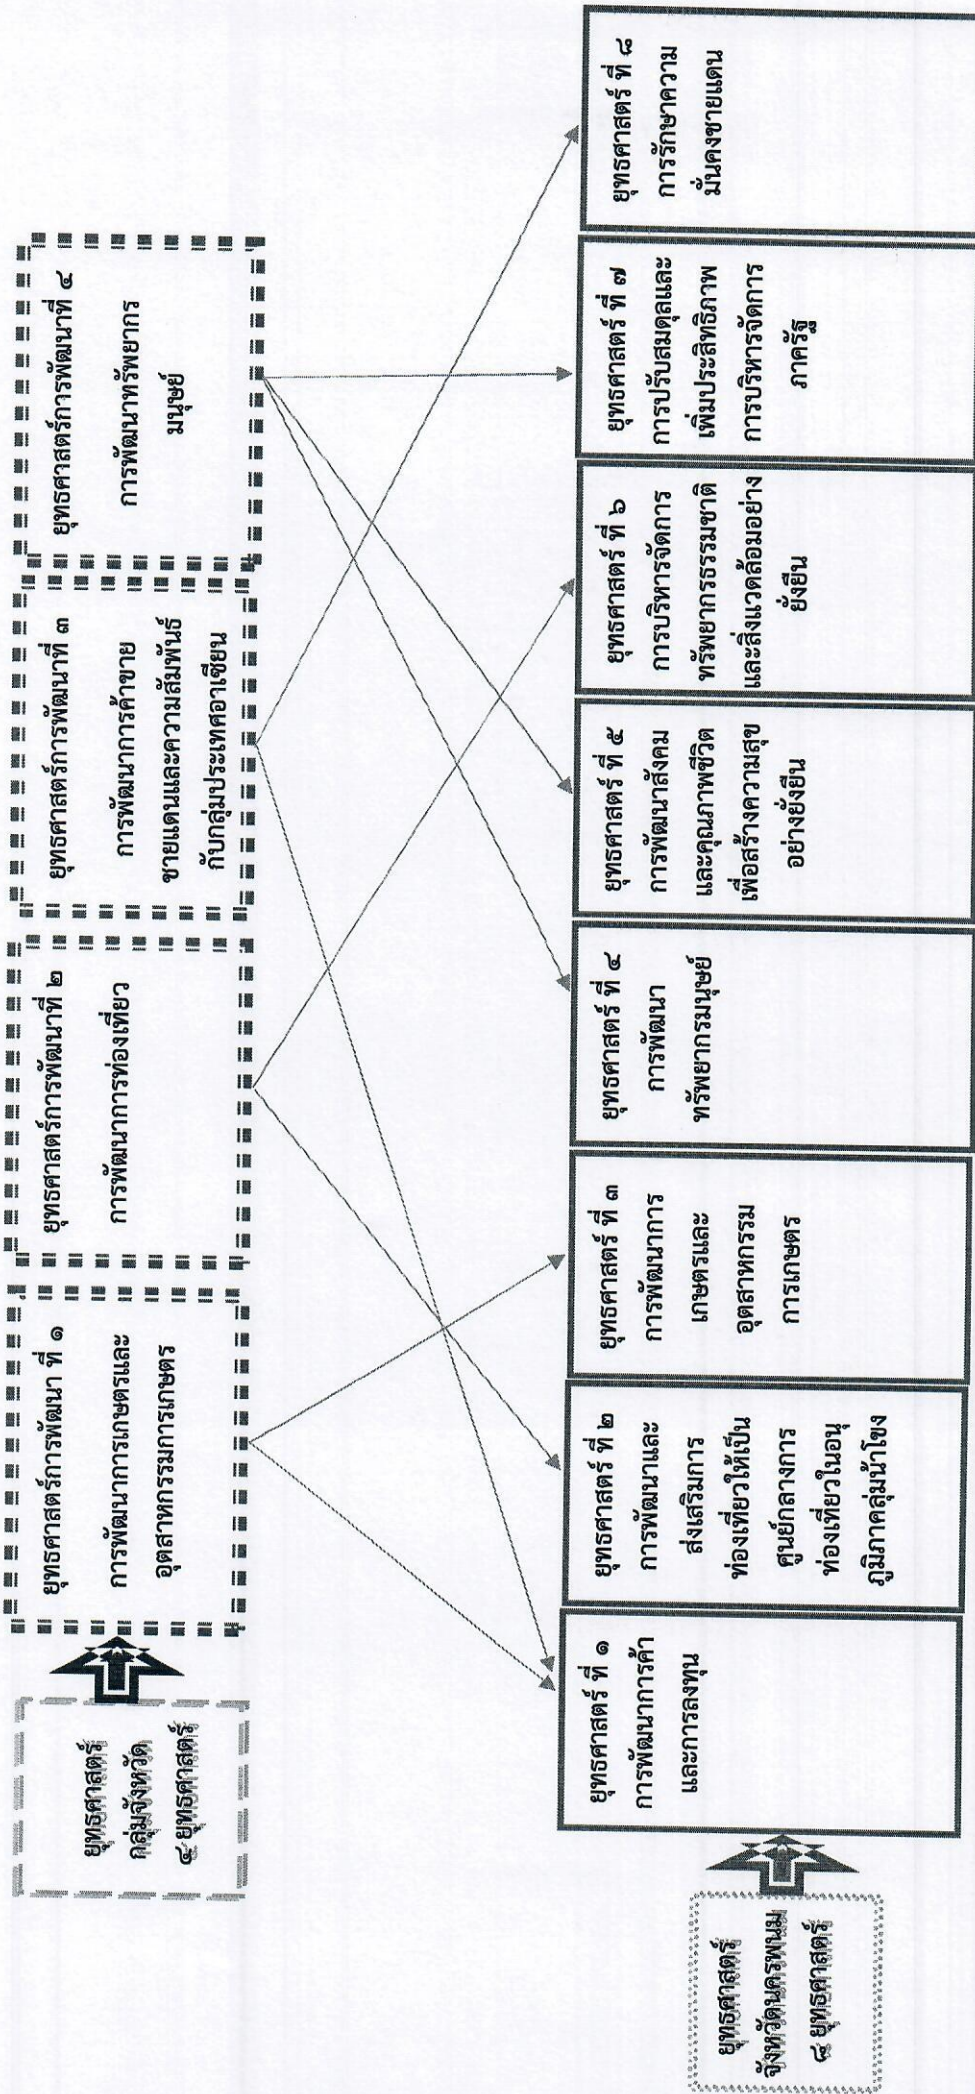 ยุทธศาสตร์
กลุ่มจังหวัด
๔ ยุทธศาสตร์
ยุทธศาสตร์การพัฒนา ที่ ๑
การพัฒนาการเกษตรและ
อุตสาหกรรมการเกษตร
ยุทธศาสตร์การพัฒนาที่ ๒
การพัฒนาการท่องเที่ยว
ยุทธศาสตร์การพัฒนาที่ ๓
การพัฒนาการค้าขาย
ชายแดนและความสัมพันธ์
กับกลุ่มประเทศอาเซียน
ยุทธศาสตร์การพัฒนาที่ ๔
การพัฒนาทรัพยากร
มนุษย์
ยุทธศาสตร์
จังหวัดนครพนม
๘ ยุทธศาสตร์
ยุทธศาสตร์ ที่ ๑
การพัฒนาการค้า
และการลงทุน
ยุทธศาสตร์ ที่ ๒
การพัฒนาและ
ส่งเสริมการ
ท่องเที่ยวให้เป็น
ศูนย์กลางการ
ท่องเที่ยวในอนุ
ภูมิภาคลุ่มน้ำโขง
ยุทธศาสตร์ ที่ ๓
การพัฒนาการ
เกษตรและ
อุตสาหกรรม
การเกษตร
ยุทธศาสตร์ ที่ ๔
การพัฒนา
ทรัพยากรมนุษย์
ยุทธศาสตร์ ที่ ๕
การพัฒนาสังคม
และคุณภาพชีวิต
เพื่อสร้างความสุข
อย่างยั่งยืน
ยุทธศาสตร์ ที่ ๖
การบริหารจัดการ
ทรัพยากรธรรมชาติ
และสิ่งแวดล้อมอย่าง
ยั่งยืน
ยุทธศาสตร์ ที่ ๗
การปรับสมดุลและ
เพิ่มประสิทธิภาพ
การบริหารจัดการ
ภาครัฐ
ยุทธศาสตร์ ที่ ๘
การรักษาความ
มั่นคงชายแดน